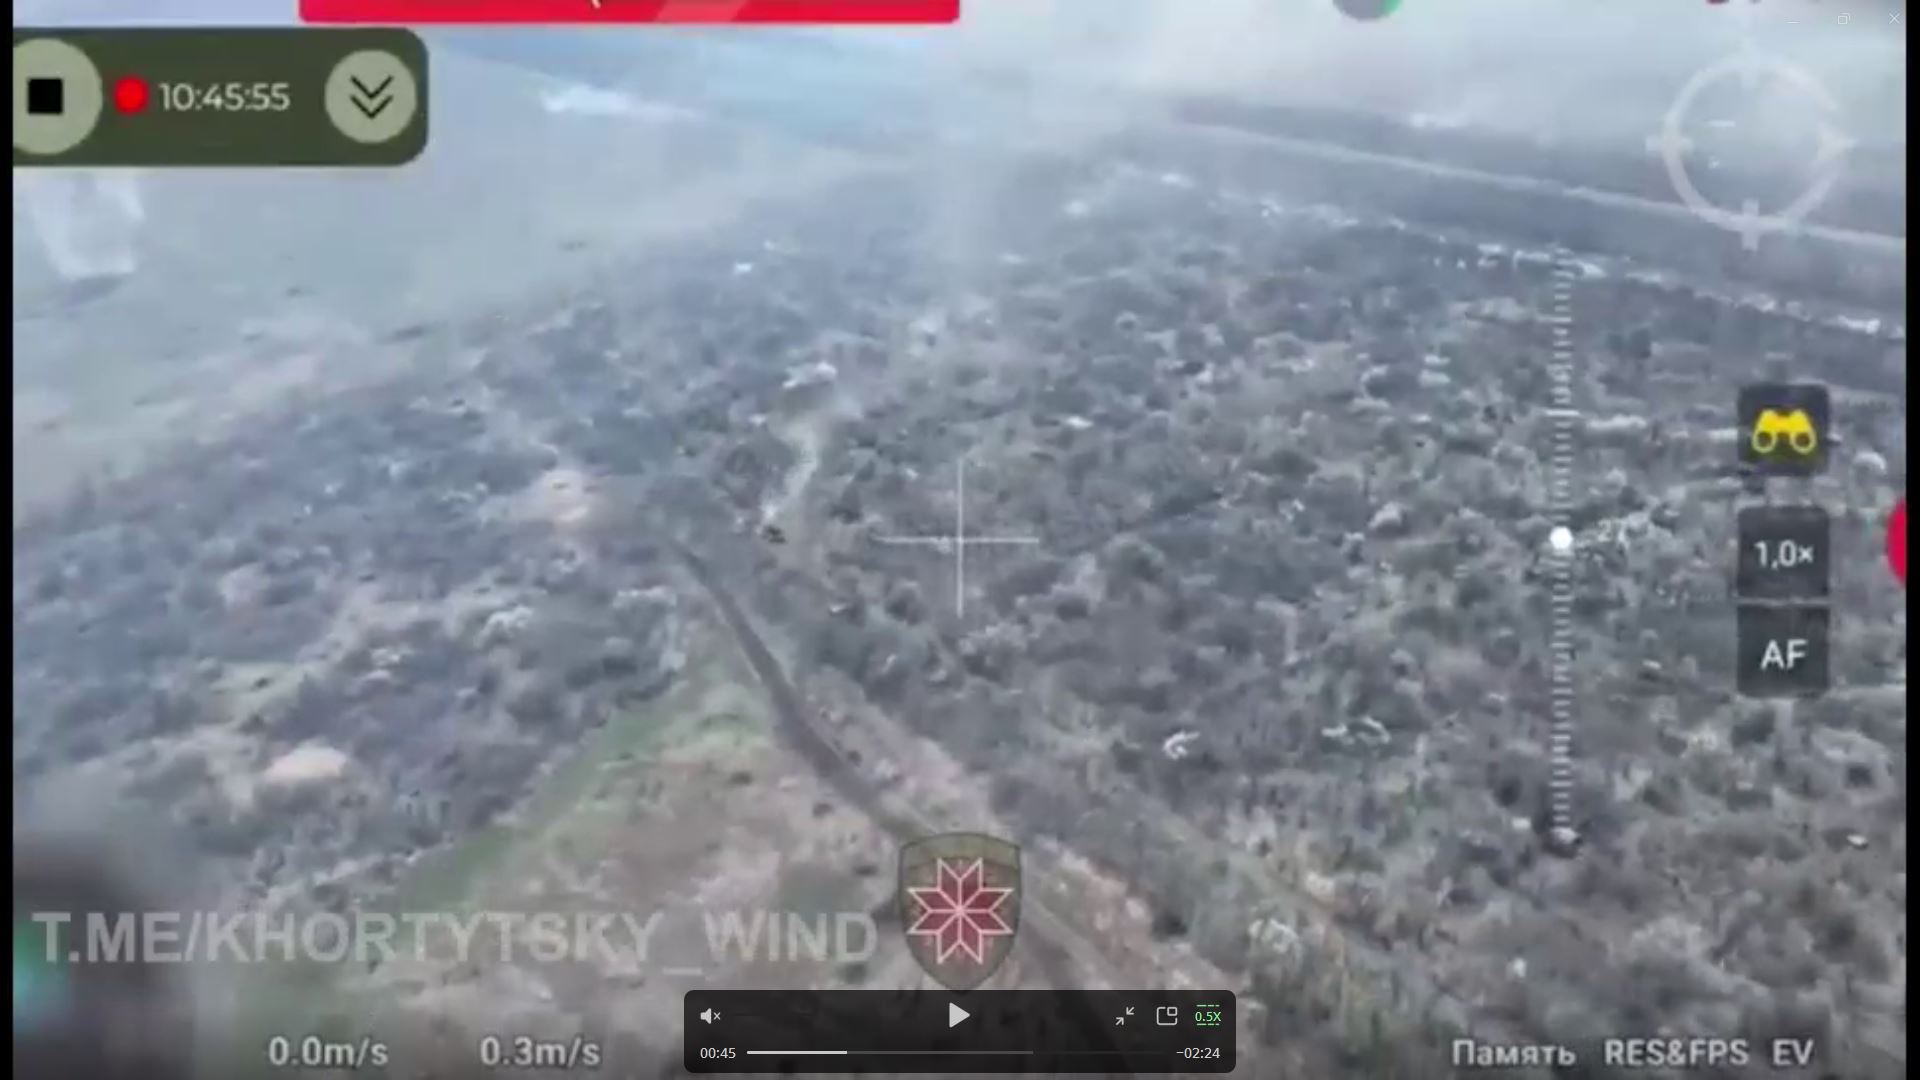 10:45:55
1,0×
AF
T.ME/KHORTYTSKY_WIND
0.0m/s
0.3m/s
Память RES&FPS EV
0.5X
00:45
−02:24